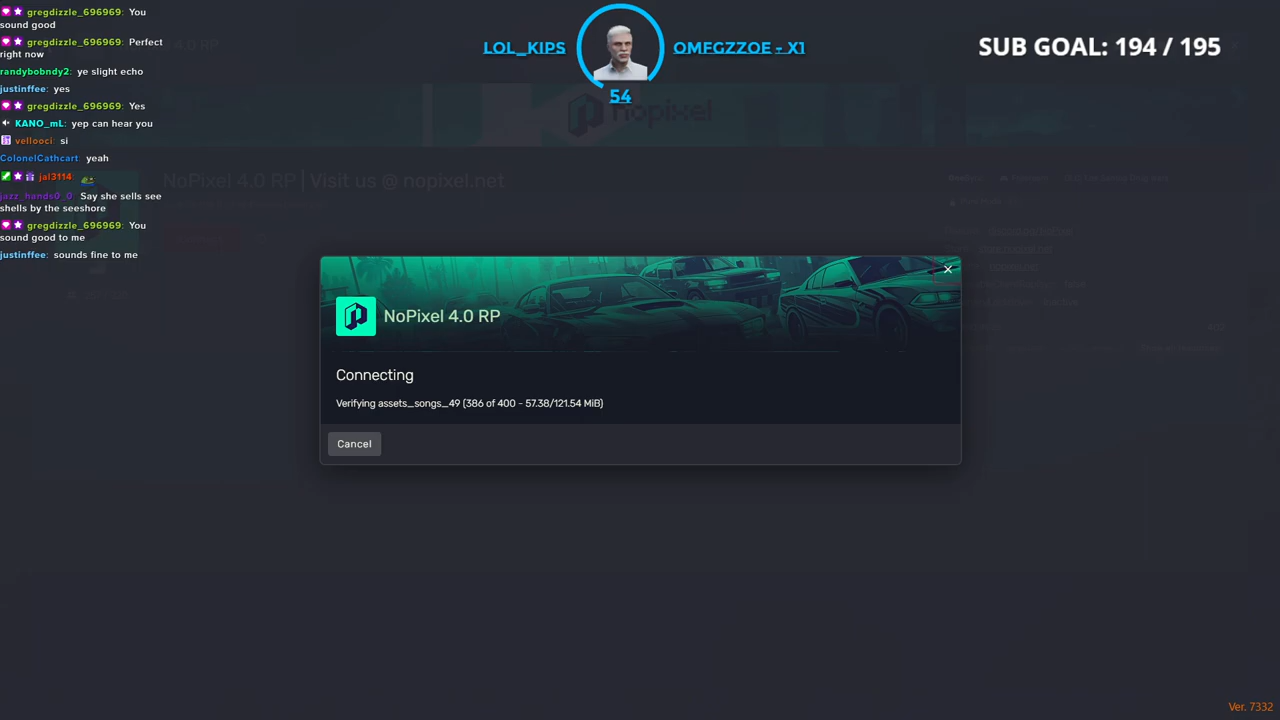 gregdizzle_696969: You
sound good
gregdizzle_696969: Perfect
right now
randybobndy2: ye slight echo
justinffee: yes
gregdizzle_696969: Yes
KANO_mL: yep can hear you
vellooci: si
ColonelCathcart: yeah
jal3114:
jazz_hands0_0: Say she sells see
shells by the seeshore
gregdizzle_696969: You
sound good to me
justinffee: sounds fine to me
LOL_KIPS
OMEGZZOE - X1
54
SUB GOAL: 194 / 195
4.0 RP
nopixel
NoPixel 4.0 RP | Visit us @ nopixel.net
NoPixel 4.0 RP
Connecting
Verifying assets_songs_49 (386 of 400 - 57.38/121.54 MiB)
Cancel
Ver. 7332